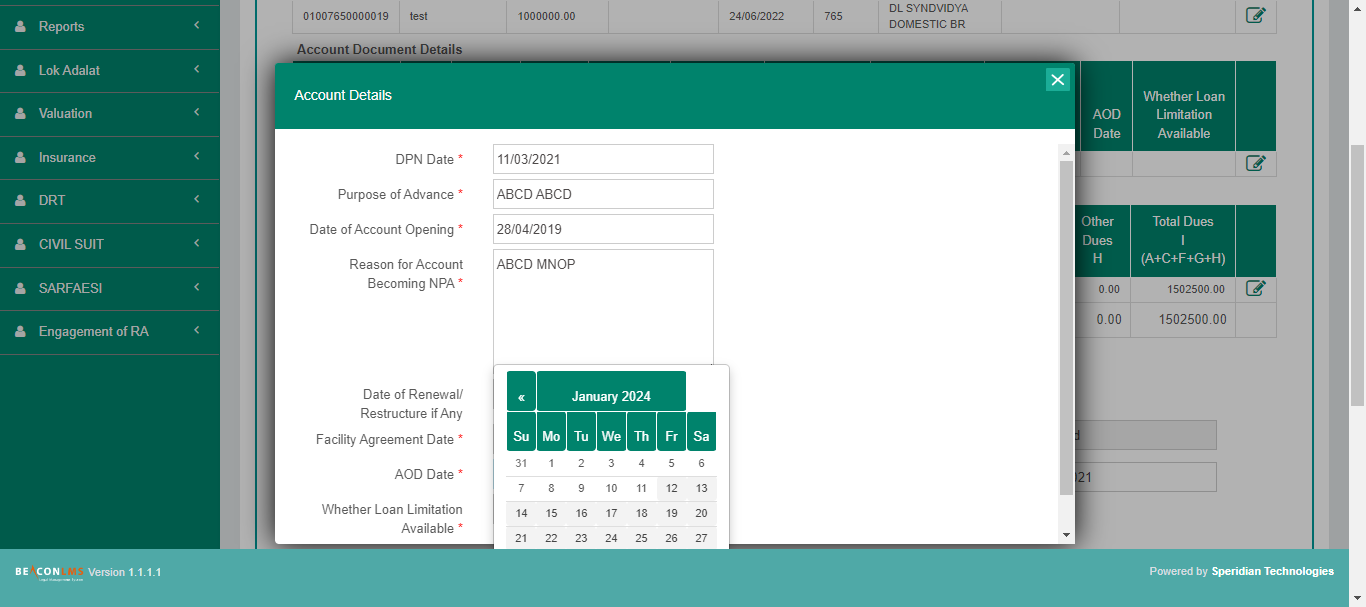 Reports
Lok Adalat
Valuation
Insurance
DRT
CIVIL SUIT
SARFAESI
Engagement of RA
01007650000019 test 1000000.00 24/06/2022 765 DL SYNDVIDYA
DOMESTIC BR
Account Document Details
Account Details
DPN Date * 11/03/2021
Purpose of Advance * ABCD ABCD
Date of Account Opening * 28/04/2019
Reason for Account
Becoming NPA *
ABCD MNOP
Date of Renewal/
Restructure if Any
Facility Agreement Date *
AOD Date *
Whether Loan Limitation
Available *
« January 2024
Su Mo Tu We Th Fr Sa
31 1 2 3 4 5 6
7 8 9 10 11 12 13
14 15 16 17 18 19 20
21 22 23 24 25 26 27
AOD
Date
Whether Loan
Limitation
Available
Other
Dues
H
Total Dues
I
(A+C+F+G+H)
0.00 1502500.00
0.00 1502500.00
d
21
BEACONLMS Version 1.1.1.1
Powered by Speridian Technologies